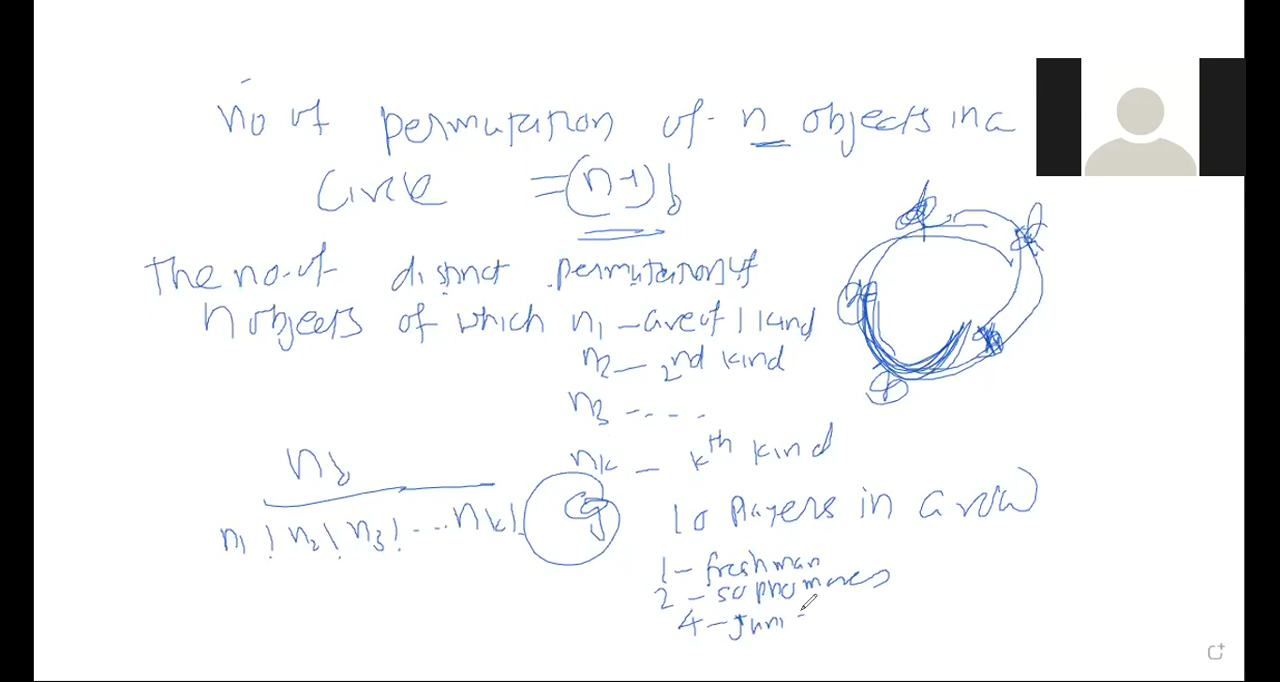 no of permutation of n objects in a
Circle = (n-1)!
The no. of distinct permutation of
n objects of which n1 - are of 1 kind
n2 - 2nd kind
n3 ----
nk - kth kind
n!
n1! n2! n3! ... nk!
eg
10 players in a row
1 - freshman
2 - sophomores
4 - juni